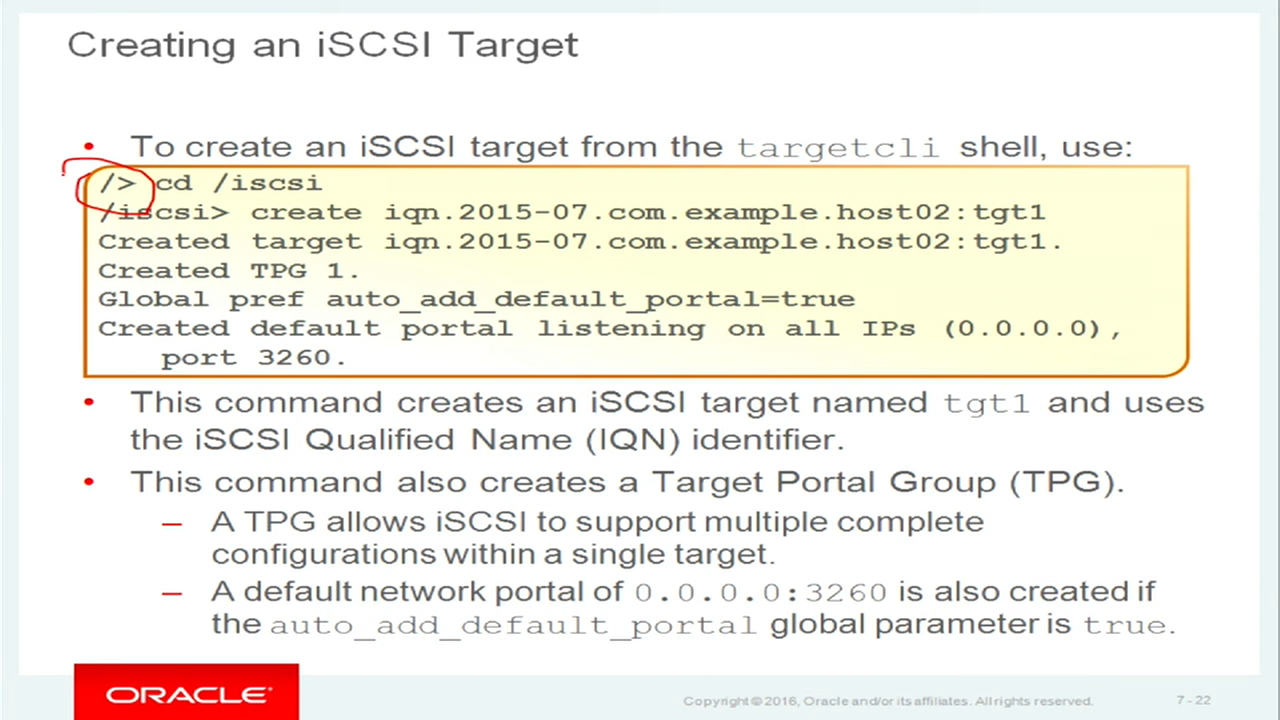 Creating an iSCSI Target
• To create an iSCSI target from the targetcli shell, use:
/> cd /iscsi
/iscsi> create iqn.2015-07.com.example.host02:tgt1
Created target iqn.2015-07.com.example.host02:tgt1.
Created TPG 1.
Global pref auto_add_default_portal=true
Created default portal listening on all IPs (0.0.0.0),
port 3260.
• This command creates an iSCSI target named tgt1 and uses
the iSCSI Qualified Name (IQN) identifier.
• This command also creates a Target Portal Group (TPG).
– A TPG allows iSCSI to support multiple complete
configurations within a single target.
– A default network portal of 0.0.0.0:3260 is also created if
the auto_add_default_portal global parameter is true.
ORACLE®
Copyright © 2016, Oracle and/or its affiliates. All rights reserved.
7 - 22